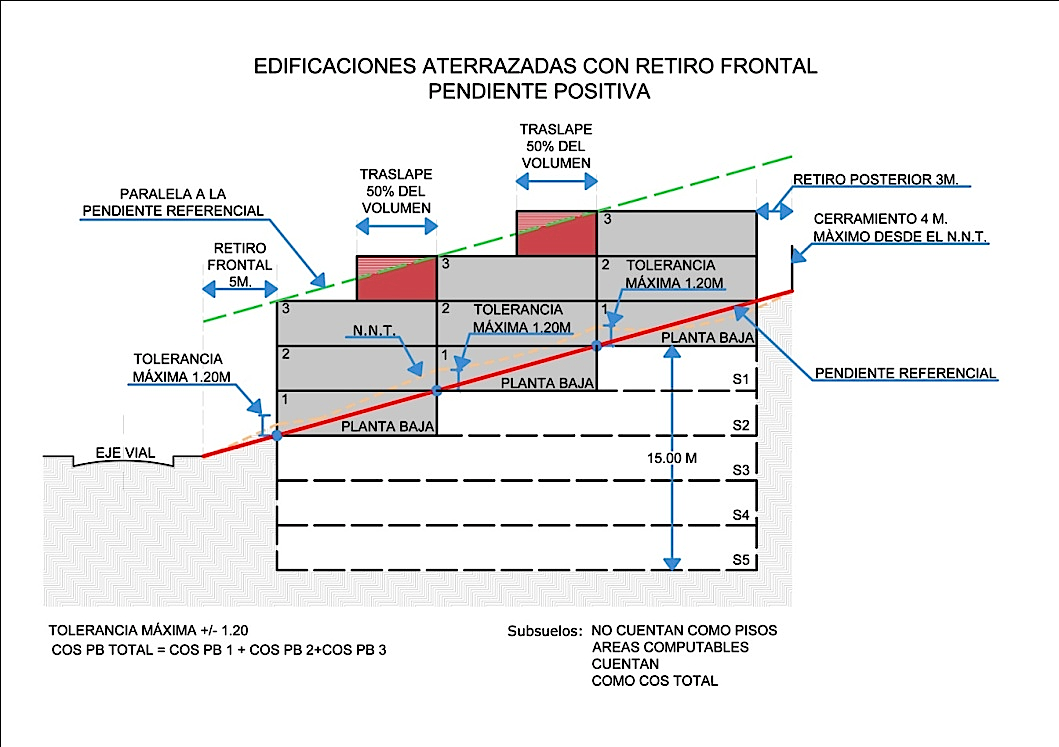 EDIFICACIONES ATERRAZADAS CON RETIRO FRONTAL
PENDIENTE POSITIVA
TRASLAPE
50% DEL
VOLUMEN
TRASLAPE
50% DEL
VOLUMEN
PARALELA A LA
PENDIENTE REFERENCIAL
RETIRO POSTERIOR 3M.
CERRAMIENTO 4 M.
MÀXIMO DESDE EL N.N.T.
RETIRO
FRONTAL
5M.
3
3
2
TOLERANCIA
MÁXIMA 1.20M
3
2
TOLERANCIA
MÁXIMA 1.20M
1
PLANTA BAJA
N.N.T.
TOLERANCIA
MÁXIMA 1.20M
2
1
PLANTA BAJA
PENDIENTE REFERENCIAL
1
PLANTA BAJA
EJE VIAL
S1
S2
15.00 M
S3
S4
S5
TOLERANCIA MÁXIMA +/- 1.20
COS PB TOTAL = COS PB 1 + COS PB 2+COS PB 3
Subsuelos: NO CUENTAN COMO PISOS
AREAS COMPUTABLES
CUENTAN
COMO COS TOTAL